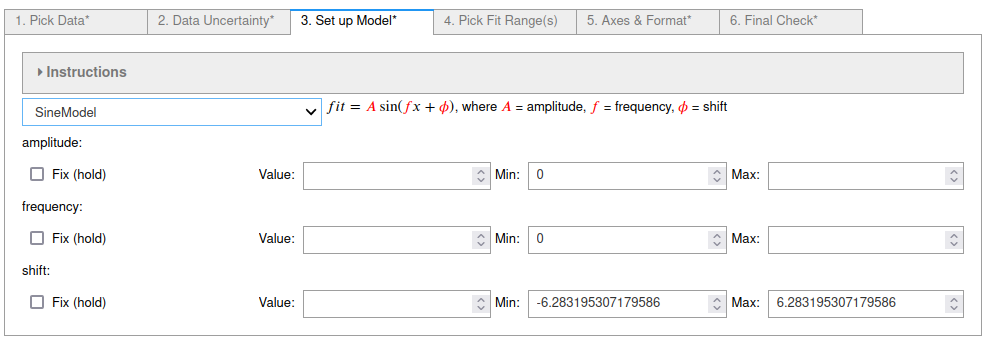 1. Pick Data* 2. Data Uncertainty* 3. Set up Model* 4. Pick Fit Range(s) 5. Axes & Format* 6. Final Check*
Instructions
SineModel fit = A sin(fx + ϕ), where A = amplitude, f = frequency, ϕ = shift
amplitude:
Fix (hold) Value: Min: 0 Max:
frequency:
Fix (hold) Value: Min: 0 Max:
shift:
Fix (hold) Value: Min: -6.283195307179586 Max: 6.283195307179586